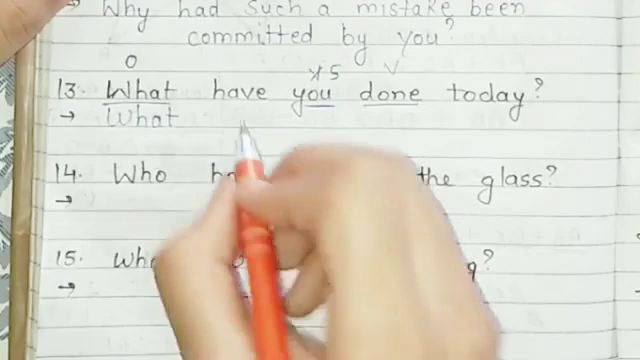 → Why had such a mistake been
committed by you?
O S V
13. What have you done today?
→ What
14. Who the glass?
→
15. ?
→